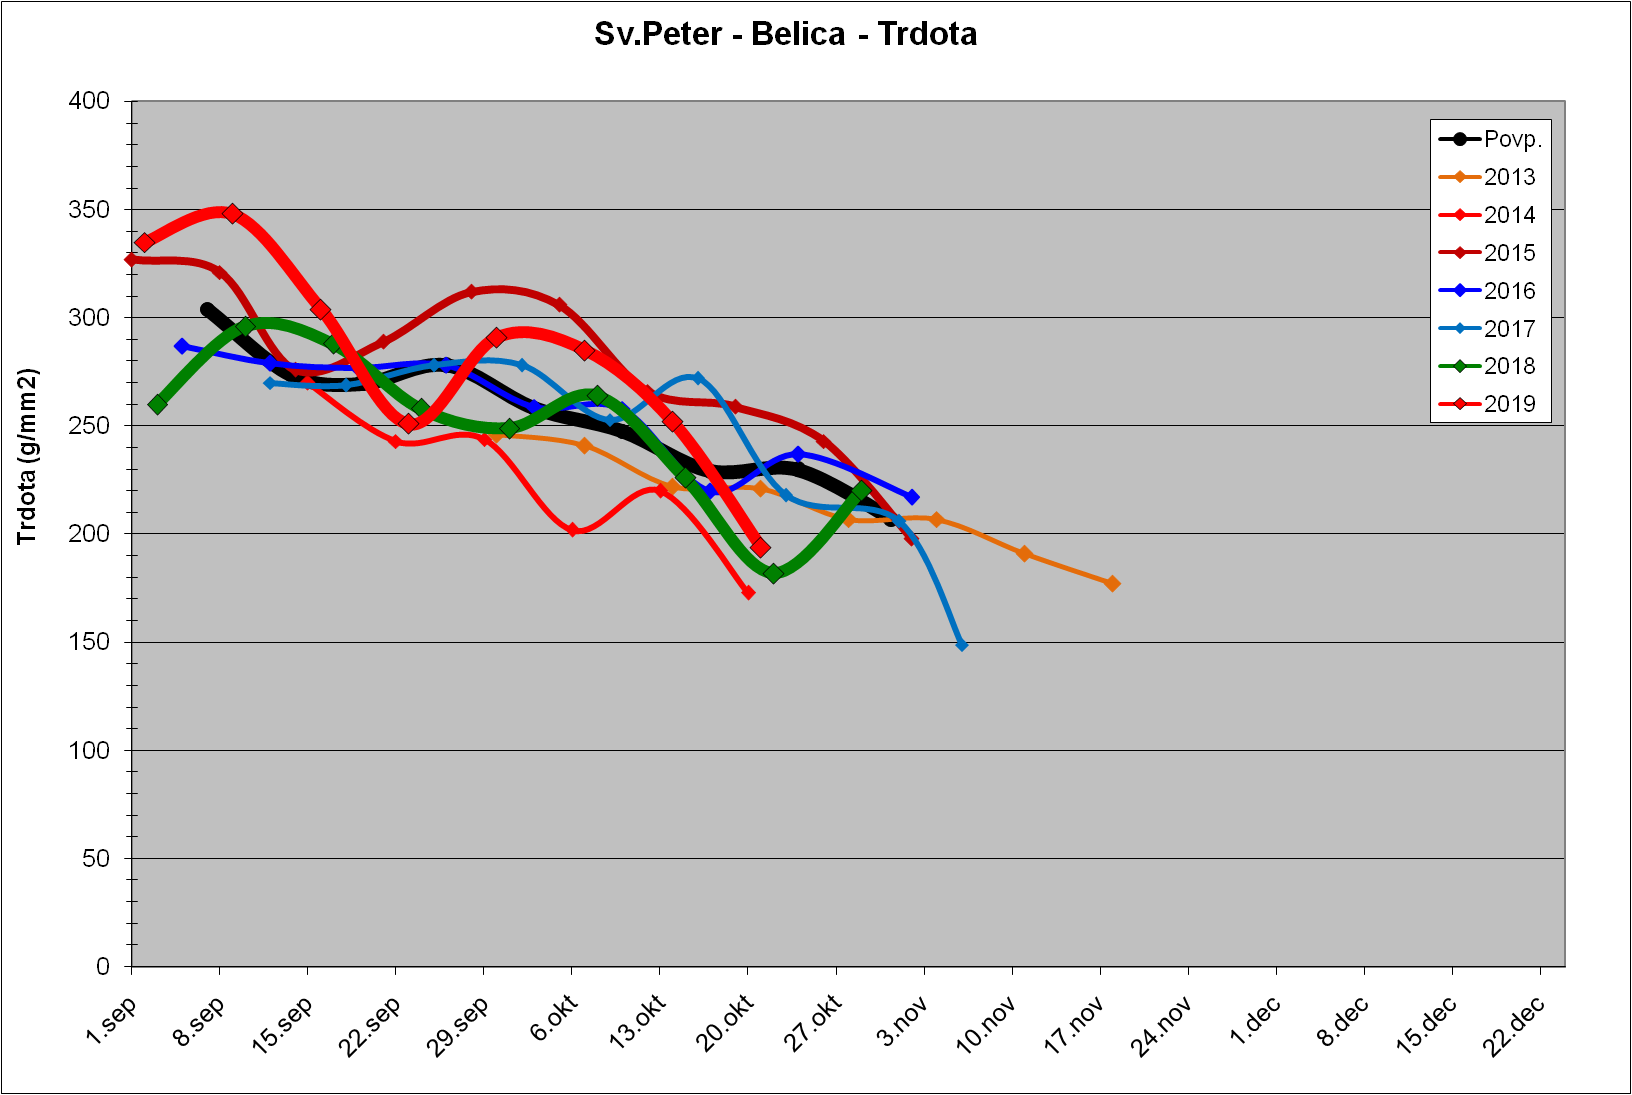 Sv.Peter - Belica - Trdota
Trdota (g/mm2)
400
350
300
250
200
150
100
50
0
Povp.
2013
2014
2015
2016
2017
2018
2019
1.sep
8.sep
15.sep
22.sep
29.sep
6.okt
13.okt
20.okt
27.okt
3.nov
10.nov
17.nov
24.nov
1.dec
8.dec
15.dec
22.dec